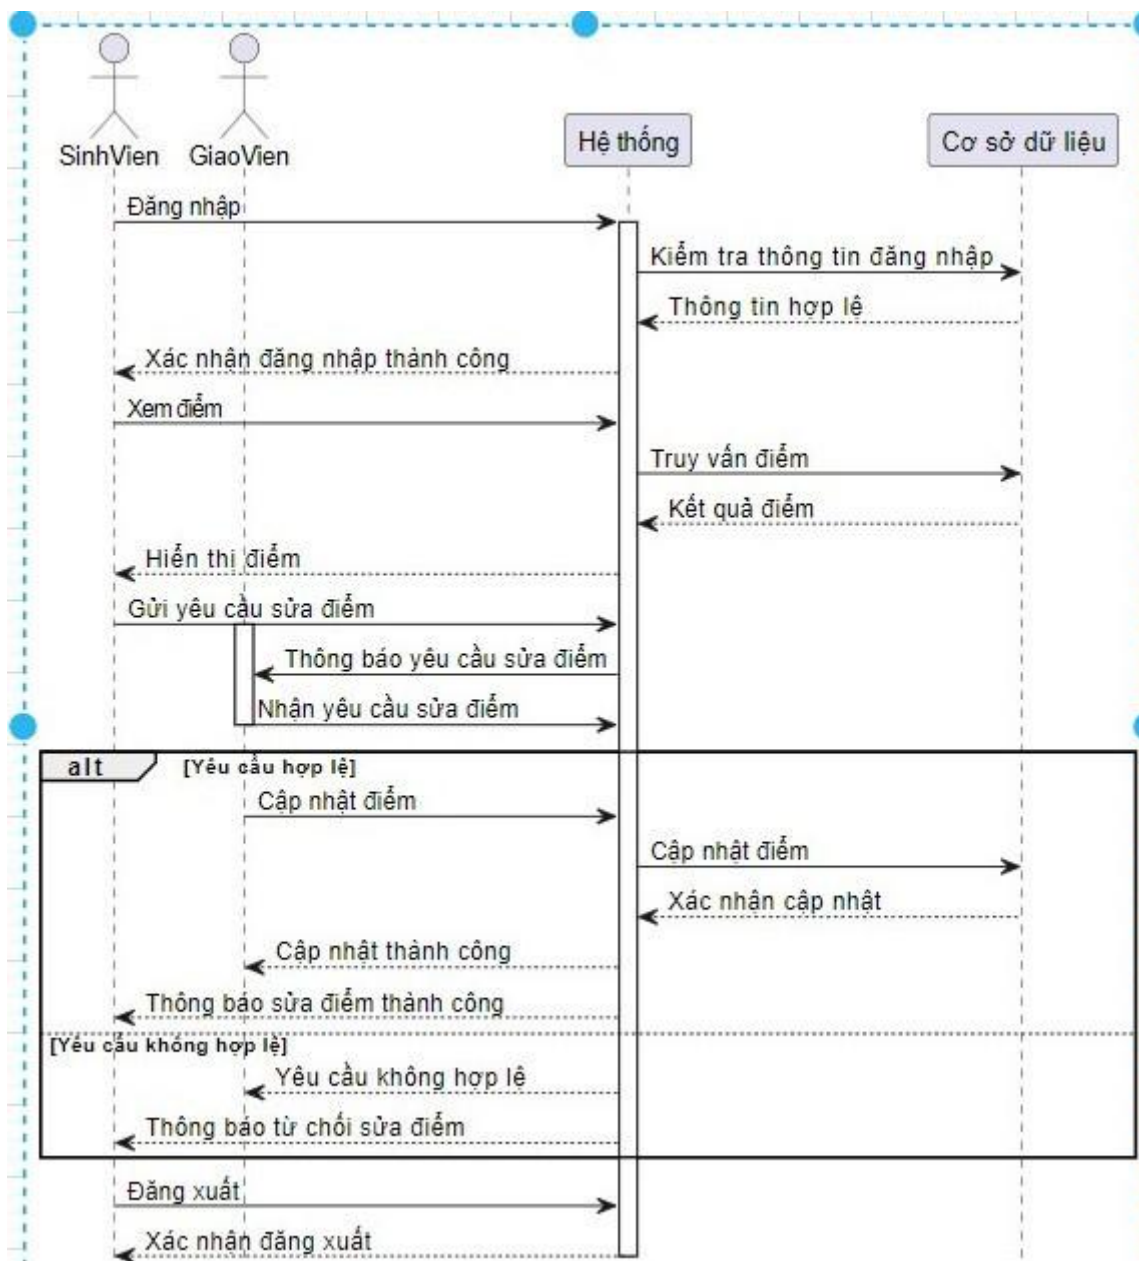 SinhVien
GiaoVien
Hệ thống
Cơ sở dữ liệu
Đăng nhập
Kiểm tra thông tin đăng nhập
Thông tin hợp lệ
Xác nhận đăng nhập thành công
Xem điểm
Truy vấn điểm
Kết quả điểm
Hiển thị điểm
Gửi yêu cầu sửa điểm
Thông báo yêu cầu sửa điểm
Nhận yêu cầu sửa điểm
alt
[Yêu cầu hợp lệ]
Cập nhật điểm
Cập nhật điểm
Xác nhận cập nhật
Cập nhật thành công
Thông báo sửa điểm thành công
[Yêu cầu không hợp lệ]
Yêu cầu không hợp lệ
Thông báo từ chối sửa điểm
Đăng xuất
Xác nhận đăng xuất